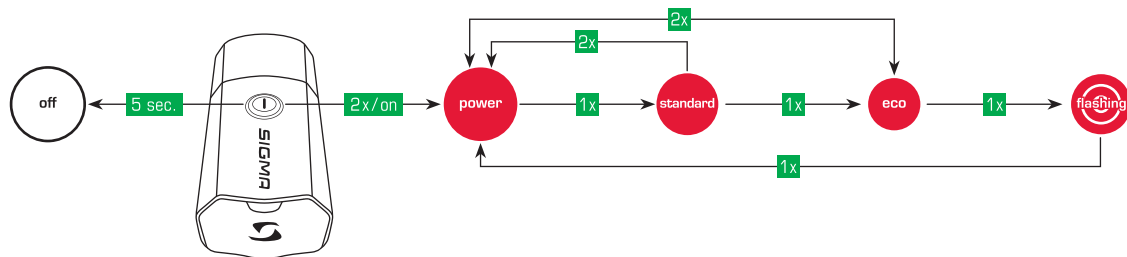 2x
2x
off
5 sec.
2x/on
power
1x
standard
1x
eco
1x
flashing
SIGMA
1x